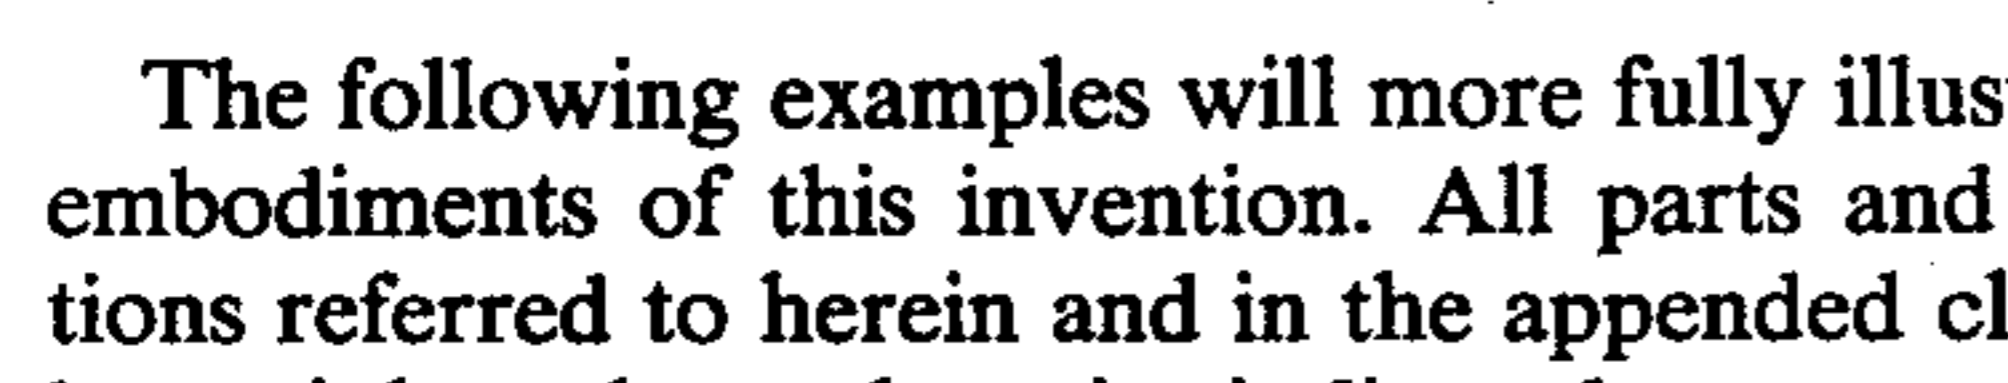 The following examples will more fully illus
embodiments of this invention. All parts and
tions referred to herein and in the appended cl